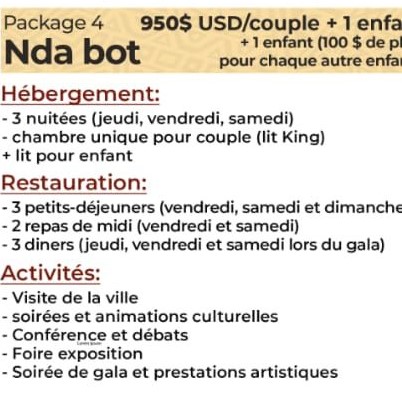 Package 4
950$ USD/couple + 1 enfa
Nda bot
+ 1 enfant (100 $ de pl
pour chaque autre enfa
Hébergement:
- 3 nuitées (jeudi, vendredi, samedi)
- chambre unique pour couple (lit King)
+ lit pour enfant
Restauration:
- 3 petits-déjeuners (vendredi, samedi et dimanche
- 2 repas de midi (vendredi et samedi)
- 3 diners (jeudi, vendredi et samedi lors du gala)
Activités:
- Visite de la ville
- soirées et animations culturelles
- Conférence et débats
- Foire exposition
- Soirée de gala et prestations artistiques